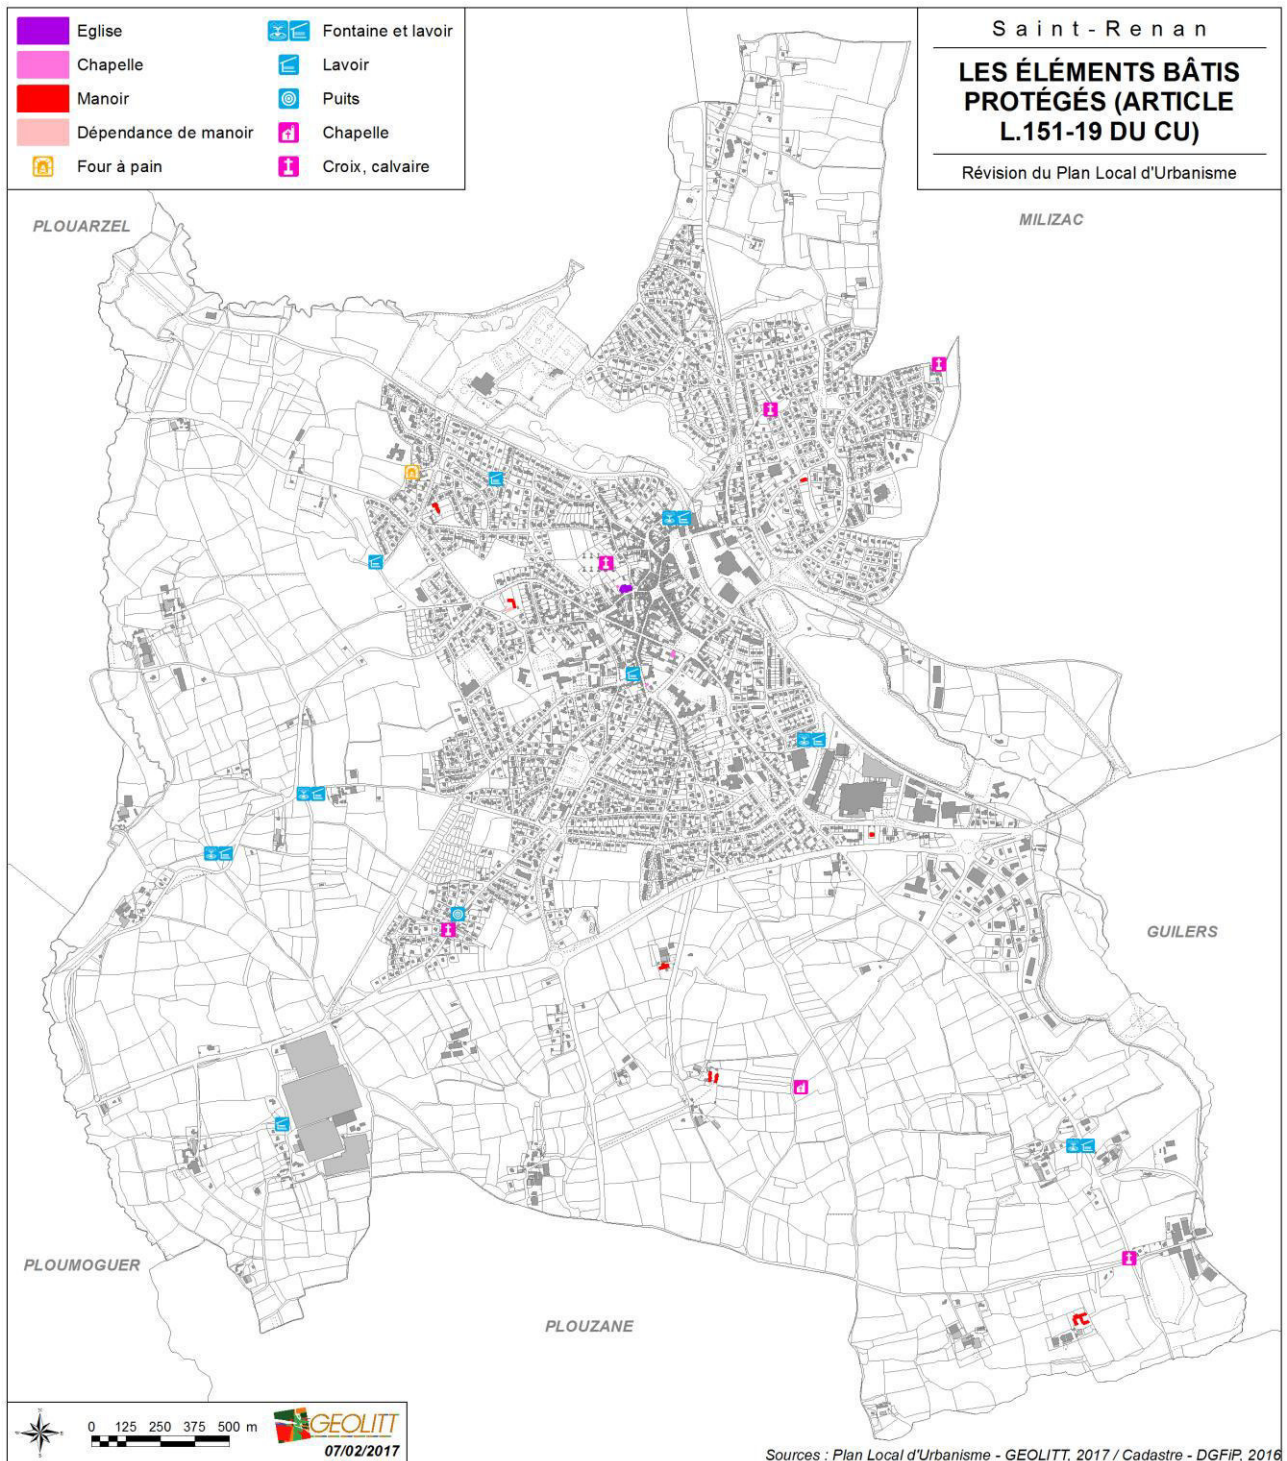 Eglise
Chapelle
Manoir
Dépendance de manoir
Four à pain
Fontaine et lavoir
Lavoir
Puits
Chapelle
Croix, calvaire
Saint-Renan
LES ÉLÉMENTS BÂTIS
PROTÉGÉS (ARTICLE
L.151-19 DU CU)
Révision du Plan Local d'Urbanisme
PLOUARZEL
MILIZAC
GUILERS
PLOUMOGUER
PLOUZANE
0 125 250 375 500 m
GEOLITT
07/02/2017
Sources : Plan Local d'Urbanisme - GEOLITT, 2017 / Cadastre - DGFiP, 2016